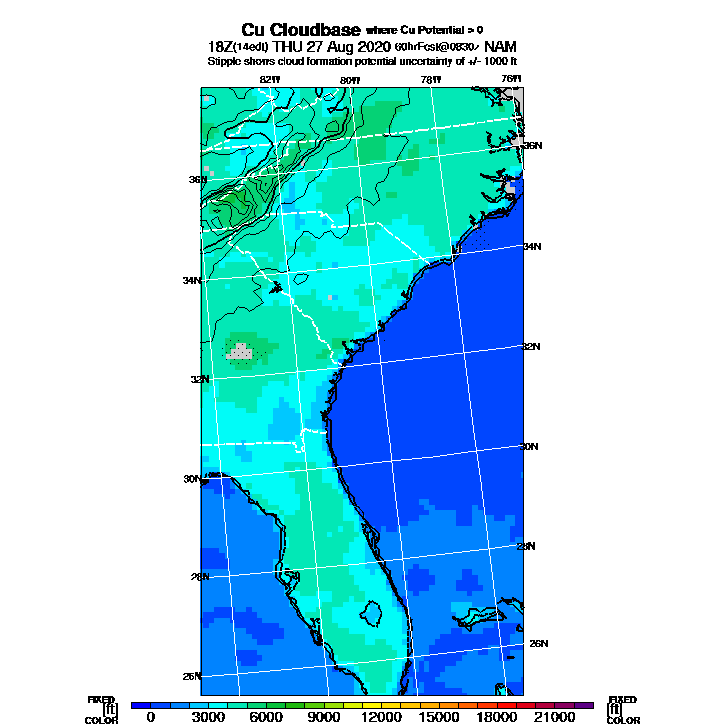 Cu Cloudbase where Cu Potential > 0
18Z(14edt) THU 27 Aug 2020 60hrFcst@0830z NAM
Stipple shows cloud formation potential uncertainty of +/- 1000 ft
82W 80W 78W 76W
36N
36N
34N
34N
32N
32N
30N
30N
28N
28N
26N
26N
FIXED FIXED
[ft] 0 3000 6000 9000 12000 15000 18000 21000 [ft]
COLOR COLOR